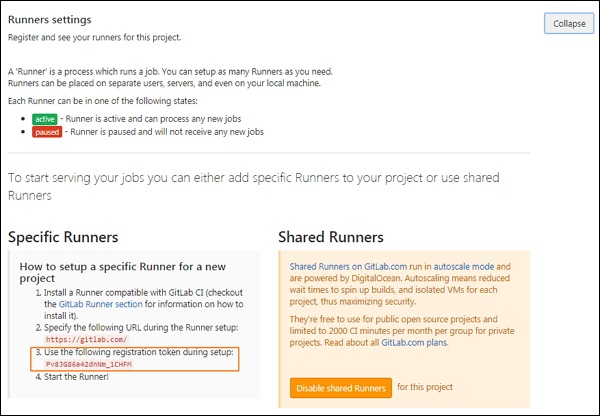 Runners settings
Collapse
Register and see your runners for this project.
A 'Runner' is a process which runs a job. You can setup as many Runners as you need.
Runners can be placed on separate users, servers, and even on your local machine.
Each Runner can be in one of the following states:
• active - Runner is active and can process any new jobs
• paused - Runner is paused and will not receive any new jobs
To start serving your jobs you can either add specific Runners to your project or use shared
Runners
Specific Runners
How to setup a specific Runner for a new
project
1. Install a Runner compatible with GitLab CI (checkout
the GitLab Runner section for information on how to
install it).
2. Specify the following URL during the Runner setup:
https://gitlab.com/
3. Use the following registration token during setup:
Pv83G86a42dnNm_1CHFM
4. Start the Runner!
Shared Runners
Shared Runners on GitLab.com run in autoscale mode and
are powered by DigitalOcean. Autoscaling means reduced
wait times to spin up builds, and isolated VMs for each
project, thus maximizing security.
They're free to use for public open source projects and
limited to 2000 CI minutes per month per group for private
projects. Read about all GitLab.com plans.
Disable shared Runners for this project